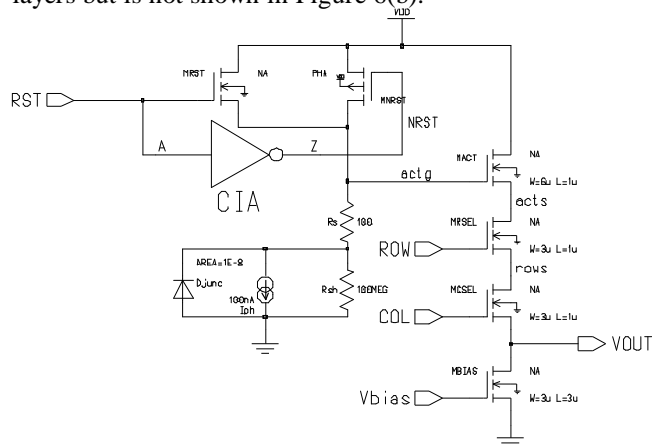 layers but is not shown in Figure 6(b).
VDD
MRST NA PHA
RST MNRST
NRST
A Z
MACT NA
actg
CIA W=6u L=1u
acts
Rs 100 MRSEL NA
ROW W=3u L=1u
AREA=1E-8 rows
Djunc Rsh 100MEG MCSEL NA
100nA
Iph COL W=3u L=1u
VOUT
MBIAS NA
Vbias W=3u L=3u